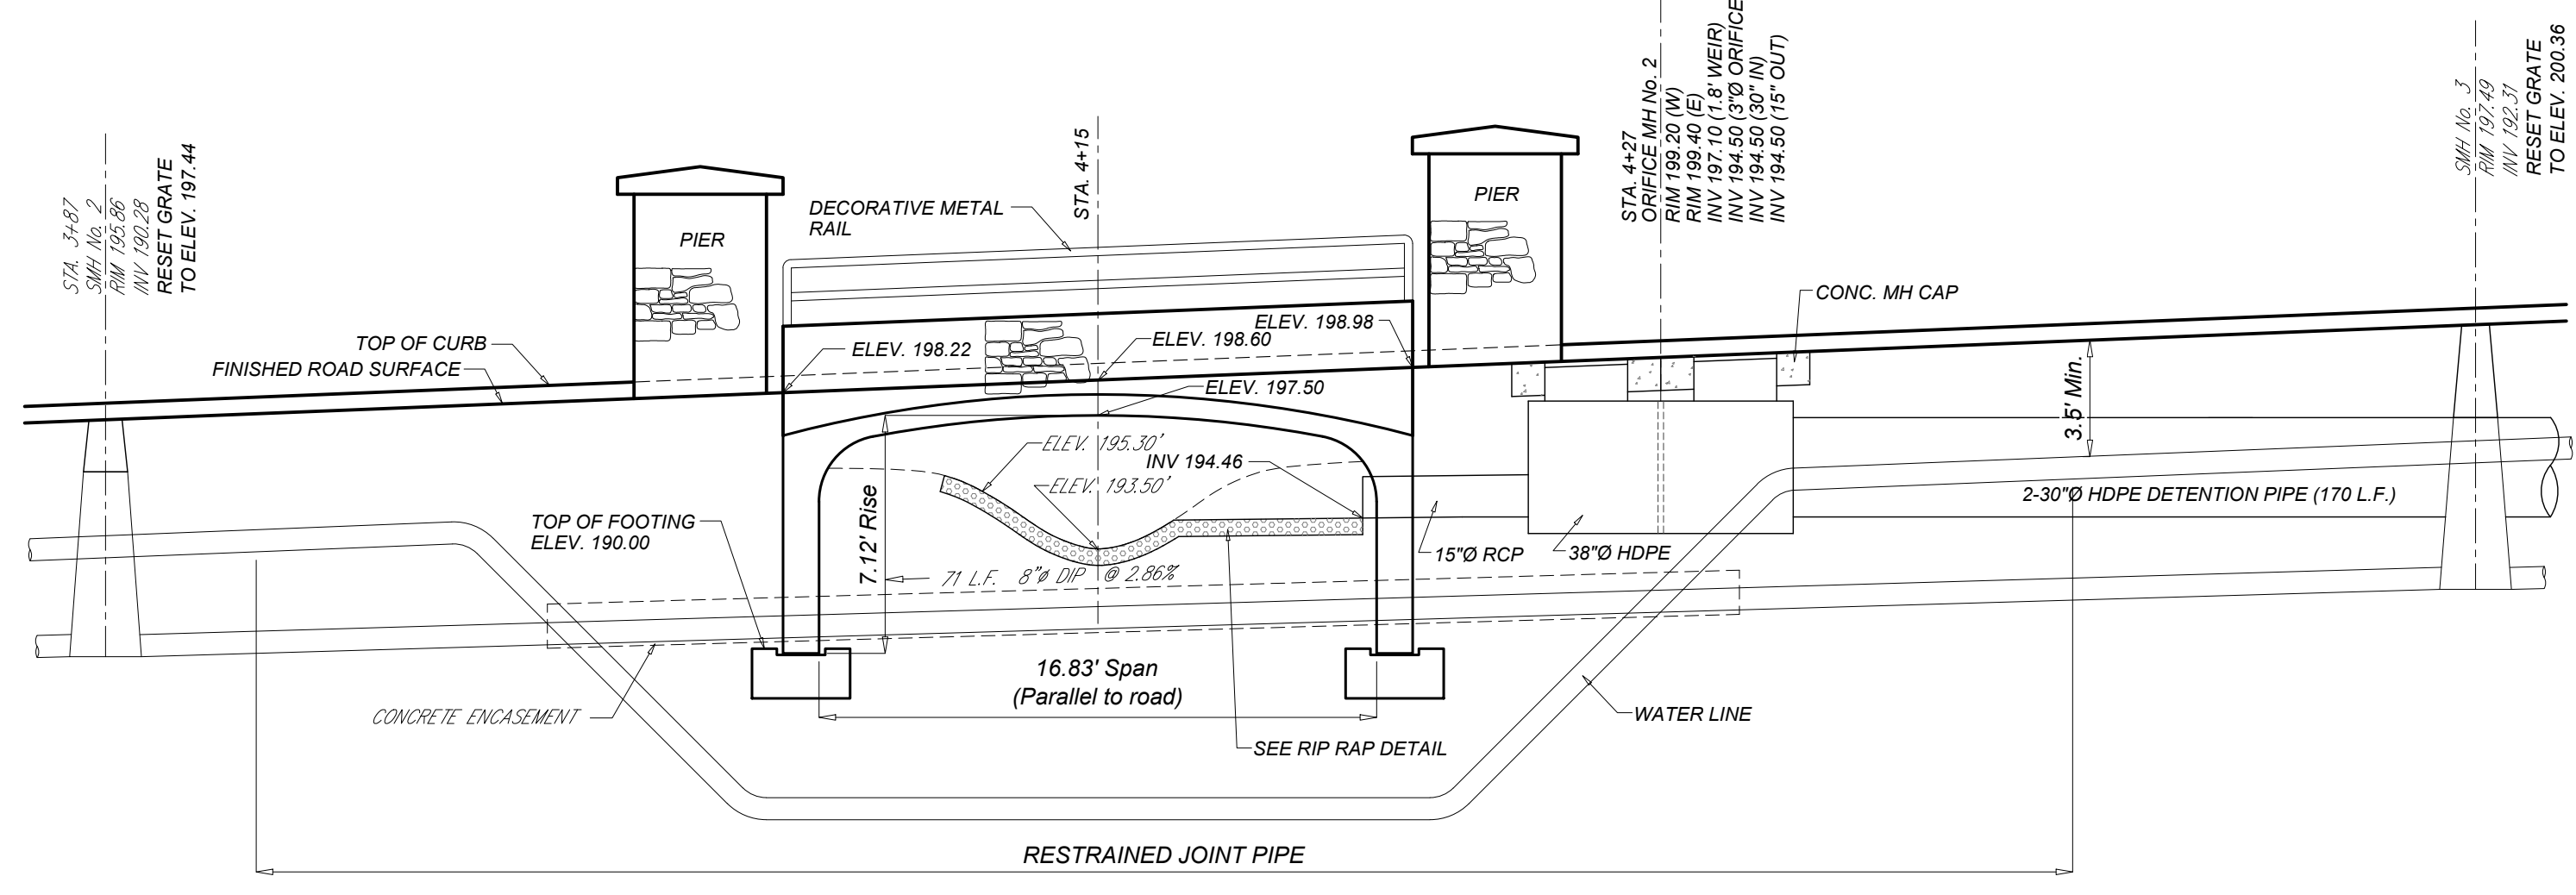 STA. 3+87
SMH No. 2
RIM 195.86
INV 190.28
RESET GRATE
TO ELEV. 197.44
PIER
DECORATIVE METAL
RAIL
STA. 4+15
PIER
STA. 4+27
ORIFICE MH No. 2
RIM 199.20 (W)
RIM 199.40 (E)
INV 197.10 (1.8' WEIR)
INV 194.50 (3"Ø ORIFICE
INV 194.50 (30" IN)
INV 194.50 (15" OUT)
SMH No. 3
RIM 197.49
INV 192.31
RESET GRATE
TO ELEV. 200.36
CONC. MH CAP
TOP OF CURB
FINISHED ROAD SURFACE
ELEV. 198.22
ELEV. 198.60
ELEV. 198.98
ELEV. 197.50
ELEV. 195.30'
INV 194.46
ELEV. 193.50'
3.5' Min.
7.12' Rise
TOP OF FOOTING
ELEV. 190.00
71 L.F. 8"ø DIP @ 2.86%
15"Ø RCP
38"Ø HDPE
2-30"Ø HDPE DETENTION PIPE (170 L.F.)
16.83' Span
(Parallel to road)
CONCRETE ENCASEMENT
WATER LINE
SEE RIP RAP DETAIL
RESTRAINED JOINT PIPE